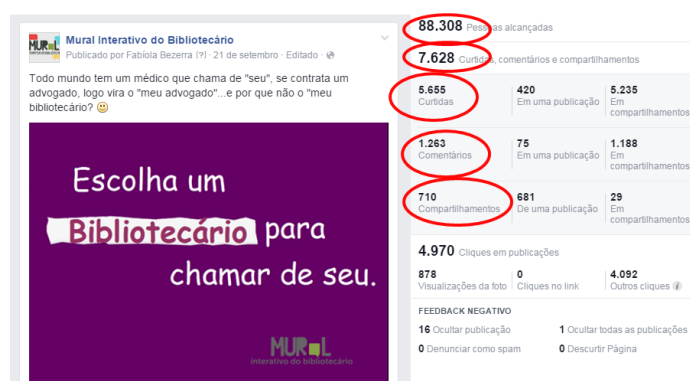 Mural Interativo do Bibliotecário
Publicado por Fabíola Bezerra [?] · 21 de setembro · Editado ·
Todo mundo tem um médico que chama de "seu", se contrata um
advogado, logo vira o "meu advogado"...e por que não o "meu
bibliotecário? 🙂
Escolha um
Bibliotecário para
chamar de seu.
MURAL
interativo do bibliotecário
88.308 Pessoas alcançadas
7.628 Curtidas, comentários e compartilhamentos
5.655 420 5.235
Curtidas Em uma publicação Em
compartilhamentos
1.263 75 1.188
Comentários Em uma publicação Em
compartilhamentos
710 681 29
Compartilhamentos De uma publicação Em
compartilhamentos
4.970 Cliques em publicações
878 0 4.092
Visualizações da foto Cliques no link Outros cliques
FEEDBACK NEGATIVO
16 Ocultar publicação 1 Ocultar todas as publicações
0 Denunciar como spam 0 Descurtir Página